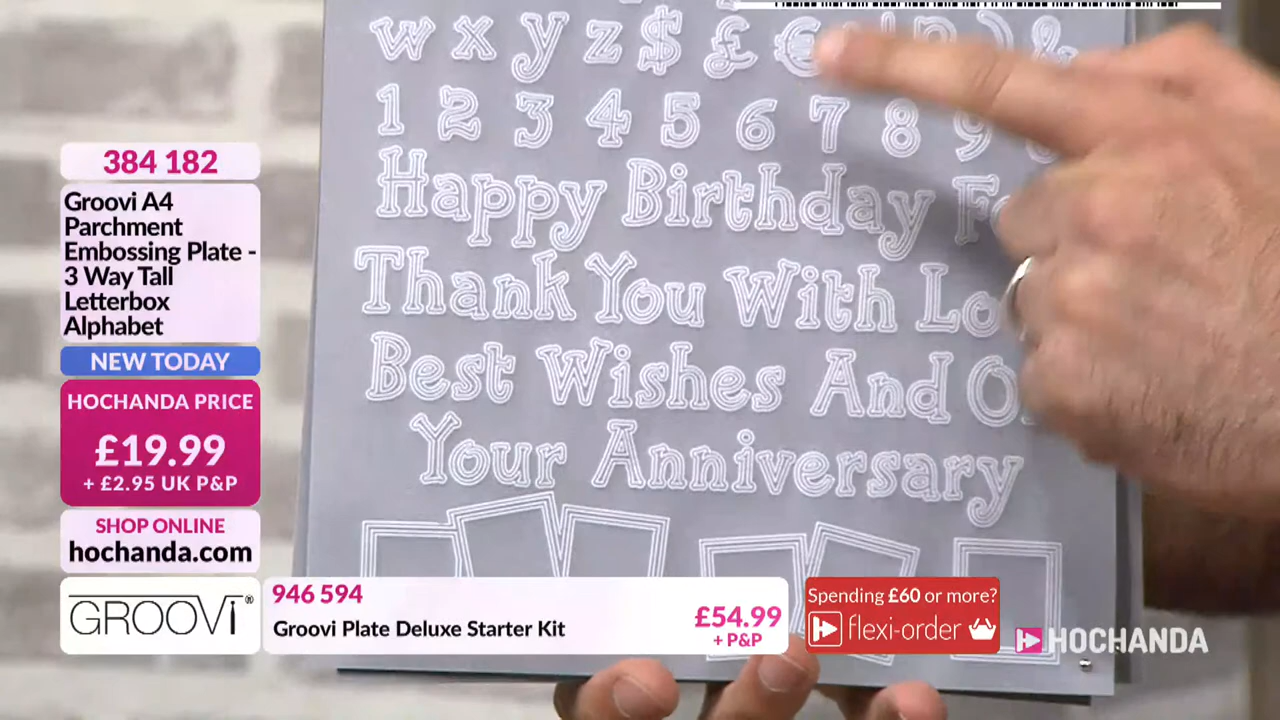 w x y z $ £ €
1 2 3 4 5 6 7 8 9
Happy Birthday
Thank You With
Best Wishes And
Your Anniversary
384 182
Groovi A4
Parchment
Embossing Plate -
3 Way Tall
Letterbox
Alphabet
NEW TODAY
HOCHANDA PRICE
£19.99
+ £2.95 UK P&P
SHOP ONLINE
hochanda.com
GROOVi®
946 594
Groovi Plate Deluxe Starter Kit
£54.99
+ P&P
Spending £60 or more?
flexi-order
HOCHANDA